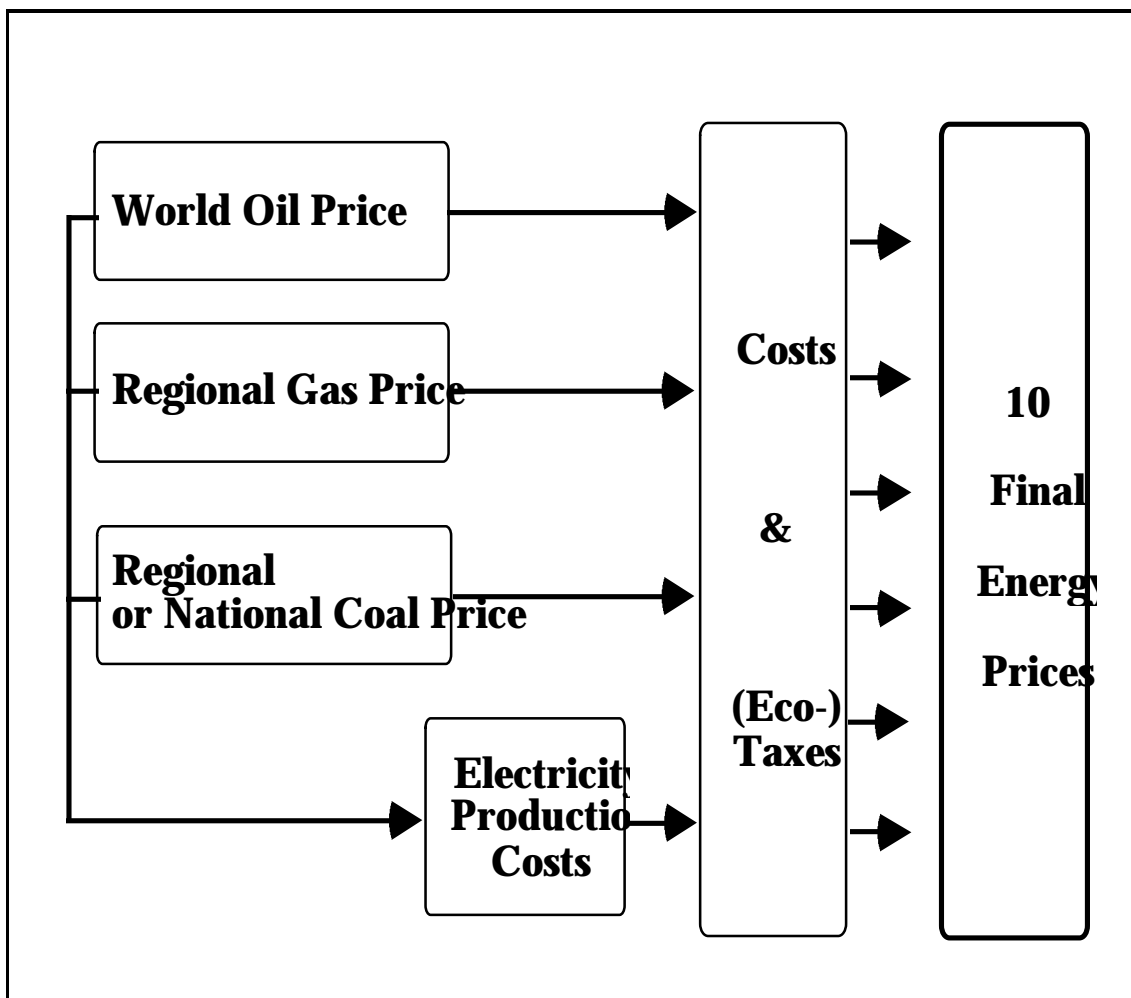 World Oil Price
Regional Gas Price
Regional
or National Coal Price
Electricity
Productio
Costs
Costs
&
(Eco-)
Taxes
10
Final
Energy
Prices